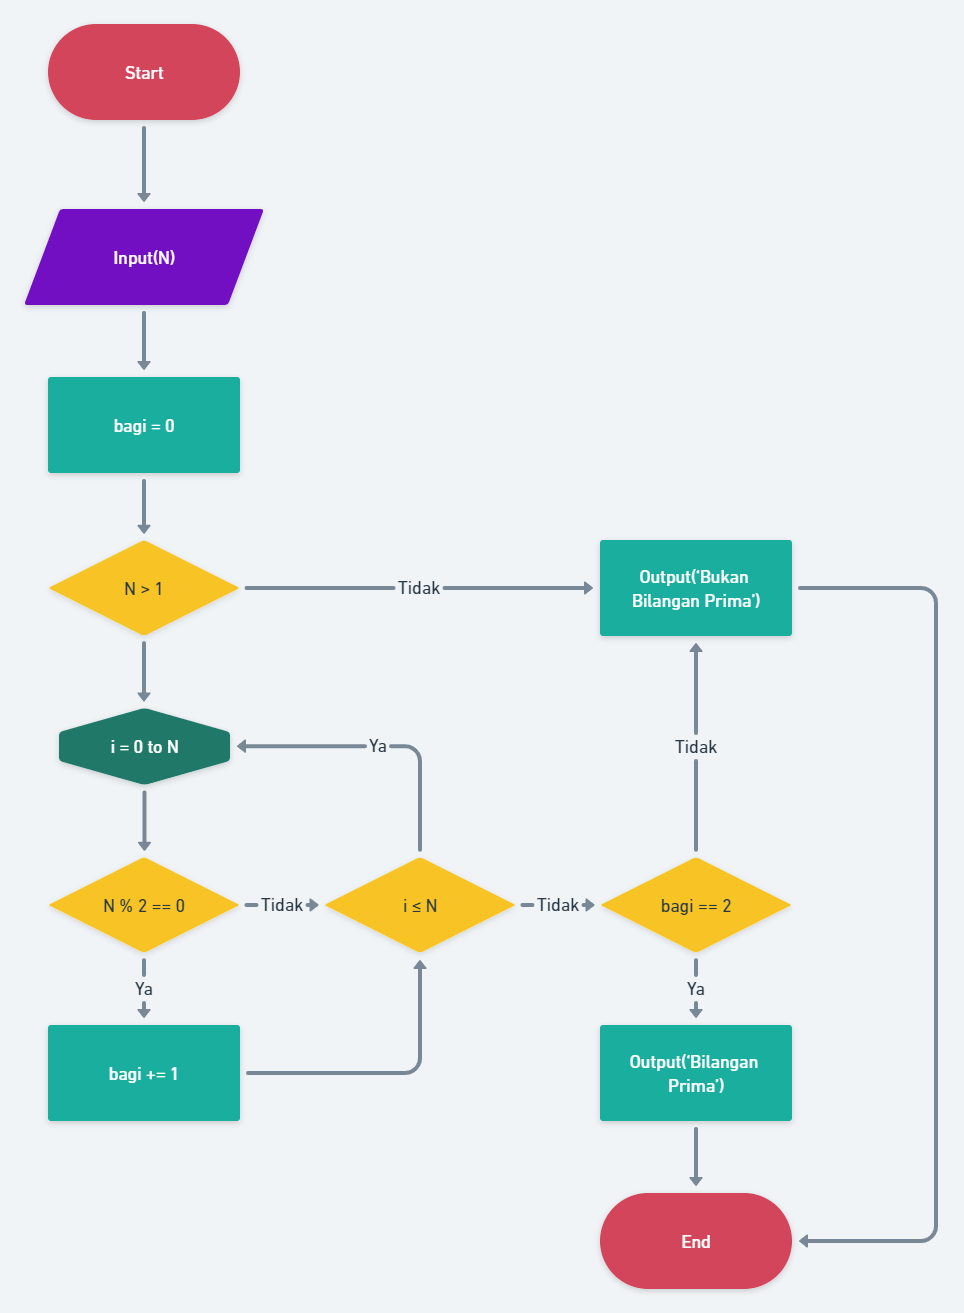 Start
Input(N)
bagi = 0
N > 1
Tidak
Output(‘Bukan
Bilangan Prima’)
i = 0 to N
Ya
Tidak
N % 2 == 0
Tidak
i ≤ N
Tidak
bagi == 2
Ya
Ya
bagi += 1
Output(‘Bilangan
Prima’)
End